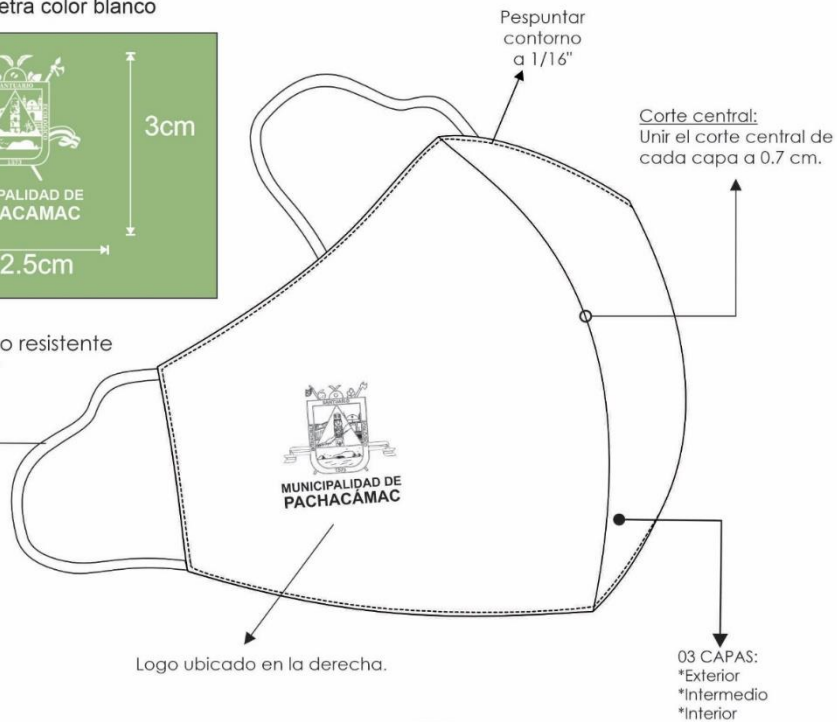 etra color blanco
SANTUARIO
3cm
PALIDAD DE
ACAMAC
2.5cm
o resistente
Pespuntar
contorno
a 1/16"
Corte central:
Unir el corte central de
cada capa a 0.7 cm.
SANTUARIO
MUNICIPALIDAD DE
PACHACÁMAC
Logo ubicado en la derecha.
03 CAPAS:
*Exterior
*Intermedio
*Interior